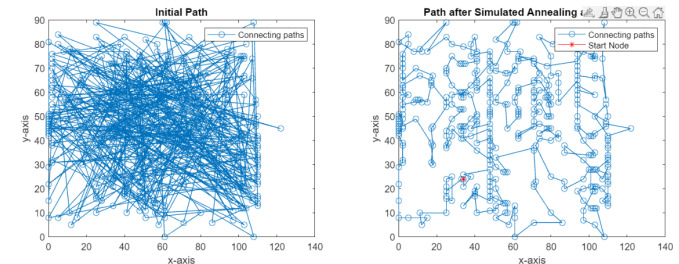 Initial Path
Path after Simulated Annealing
Connecting paths
Connecting paths
Start Node
90
80
70
60
50
40
30
20
10
0
y-axis
0 20 40 60 80 100 120 140
x-axis
90
80
70
60
50
40
30
20
10
0
y-axis
0 20 40 60 80 100 120 140
x-axis